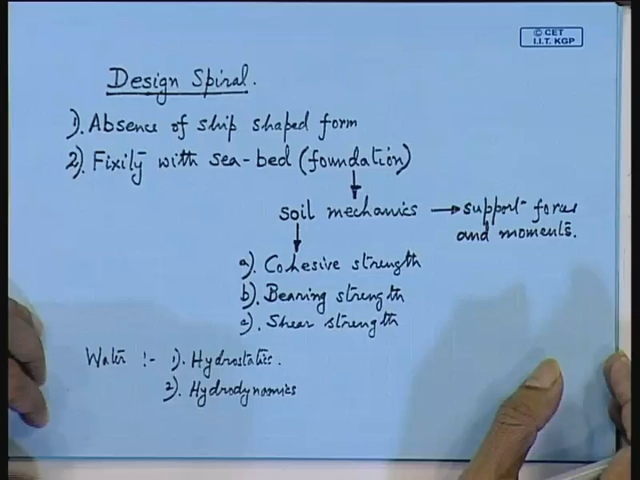 © CET
I.I.T. KGP
Design Spiral.
1). Absence of ship shaped form
2). Fixity with sea-bed (foundation)
soil mechanics → support forces
and moments.
a). Cohesive strength
b). Bearing strength
c). Shear strength
Water :- 1). Hydrostatics.
2). Hydrodynamics